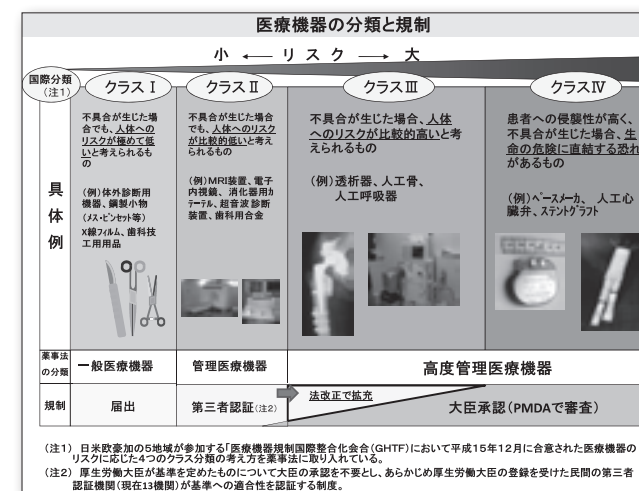 医療機器の分類と規制
小 ← リ ス ク → 大
国際分類
(注1)
クラスⅠ
クラスⅡ
クラスⅢ
クラスⅣ
具体例
不具合が生じた場
合でも、人体への
リスクが極めて低
いと考えられるも
の
(例)体外診断用
機器、鋼製小物
(メス・ピンセット等)
X線フィルム、歯科技
工用用品
不具合が生じた場合
でも、人体へのリスク
が比較的低いと考え
られるもの
(例)MRI装置、電子
内視鏡、消化器用カ
テーテル、超音波診断
装置、歯科用合金
不具合が生じた場合、人体
へのリスクが比較的高いと考
えられるもの
(例)透析器、人工骨、
人工呼吸器
患者への侵襲性が高く、
不具合が生じた場合、生
命の危険に直結する恐れ
があるもの
(例)ペースメーカ、人工心
臓弁、ステントグラフト
薬事法
の分類
一般医療機器
管理医療機器
高度管理医療機器
規制
届出
第三者認証(注2)
法改正で拡充
大臣承認(PMDAで審査)
(注1) 日米欧豪加の5地域が参加する「医療機器規制国際整合化会合(GHTF)において平成15年12月に合意された医療機器の
リスクに応じた4つのクラス分類の考え方を薬事法に取り入れている。
(注2) 厚生労働大臣が基準を定めたものについて大臣の承認を不要とし、あらかじめ厚生労働大臣の登録を受けた民間の第三者
認証機関(現在13機関)が基準への適合性を認証する制度。